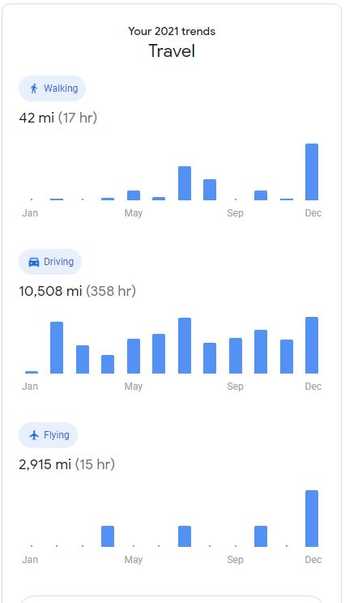 Your 2021 trends
Travel
Walking
42 mi (17 hr)
Jan May Sep Dec
Driving
10,508 mi (358 hr)
Jan May Sep Dec
Flying
2,915 mi (15 hr)
Jan May Sep Dec